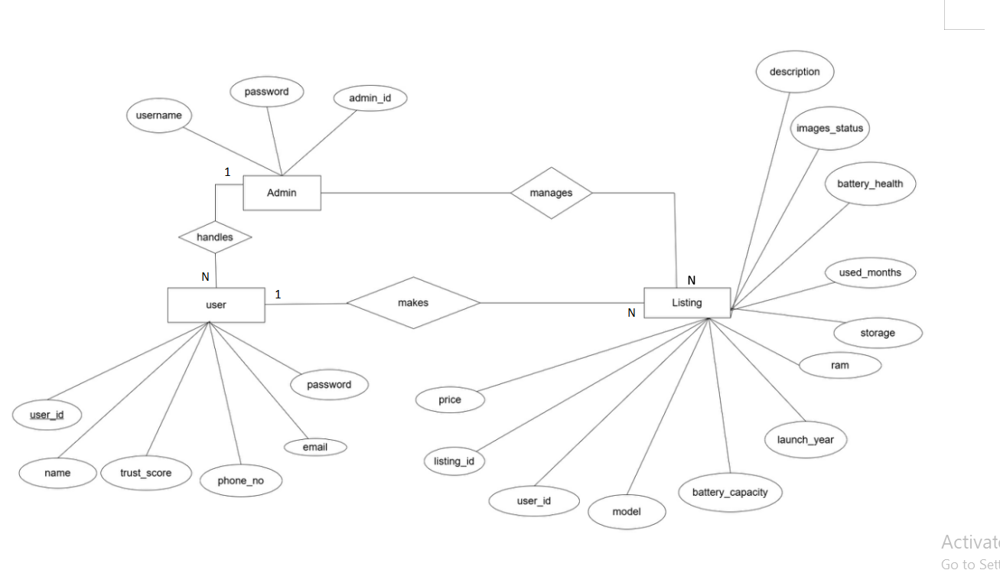 description
password
admin_id
username
images_status
1
battery_health
Admin
manages
handles
used_months
N
N
1
user
makes
Listing
N
storage
ram
password
price
user_id
launch_year
email
listing_id
name
trust_score
phone_no
battery_capacity
user_id
model
Activate
Go to Sett